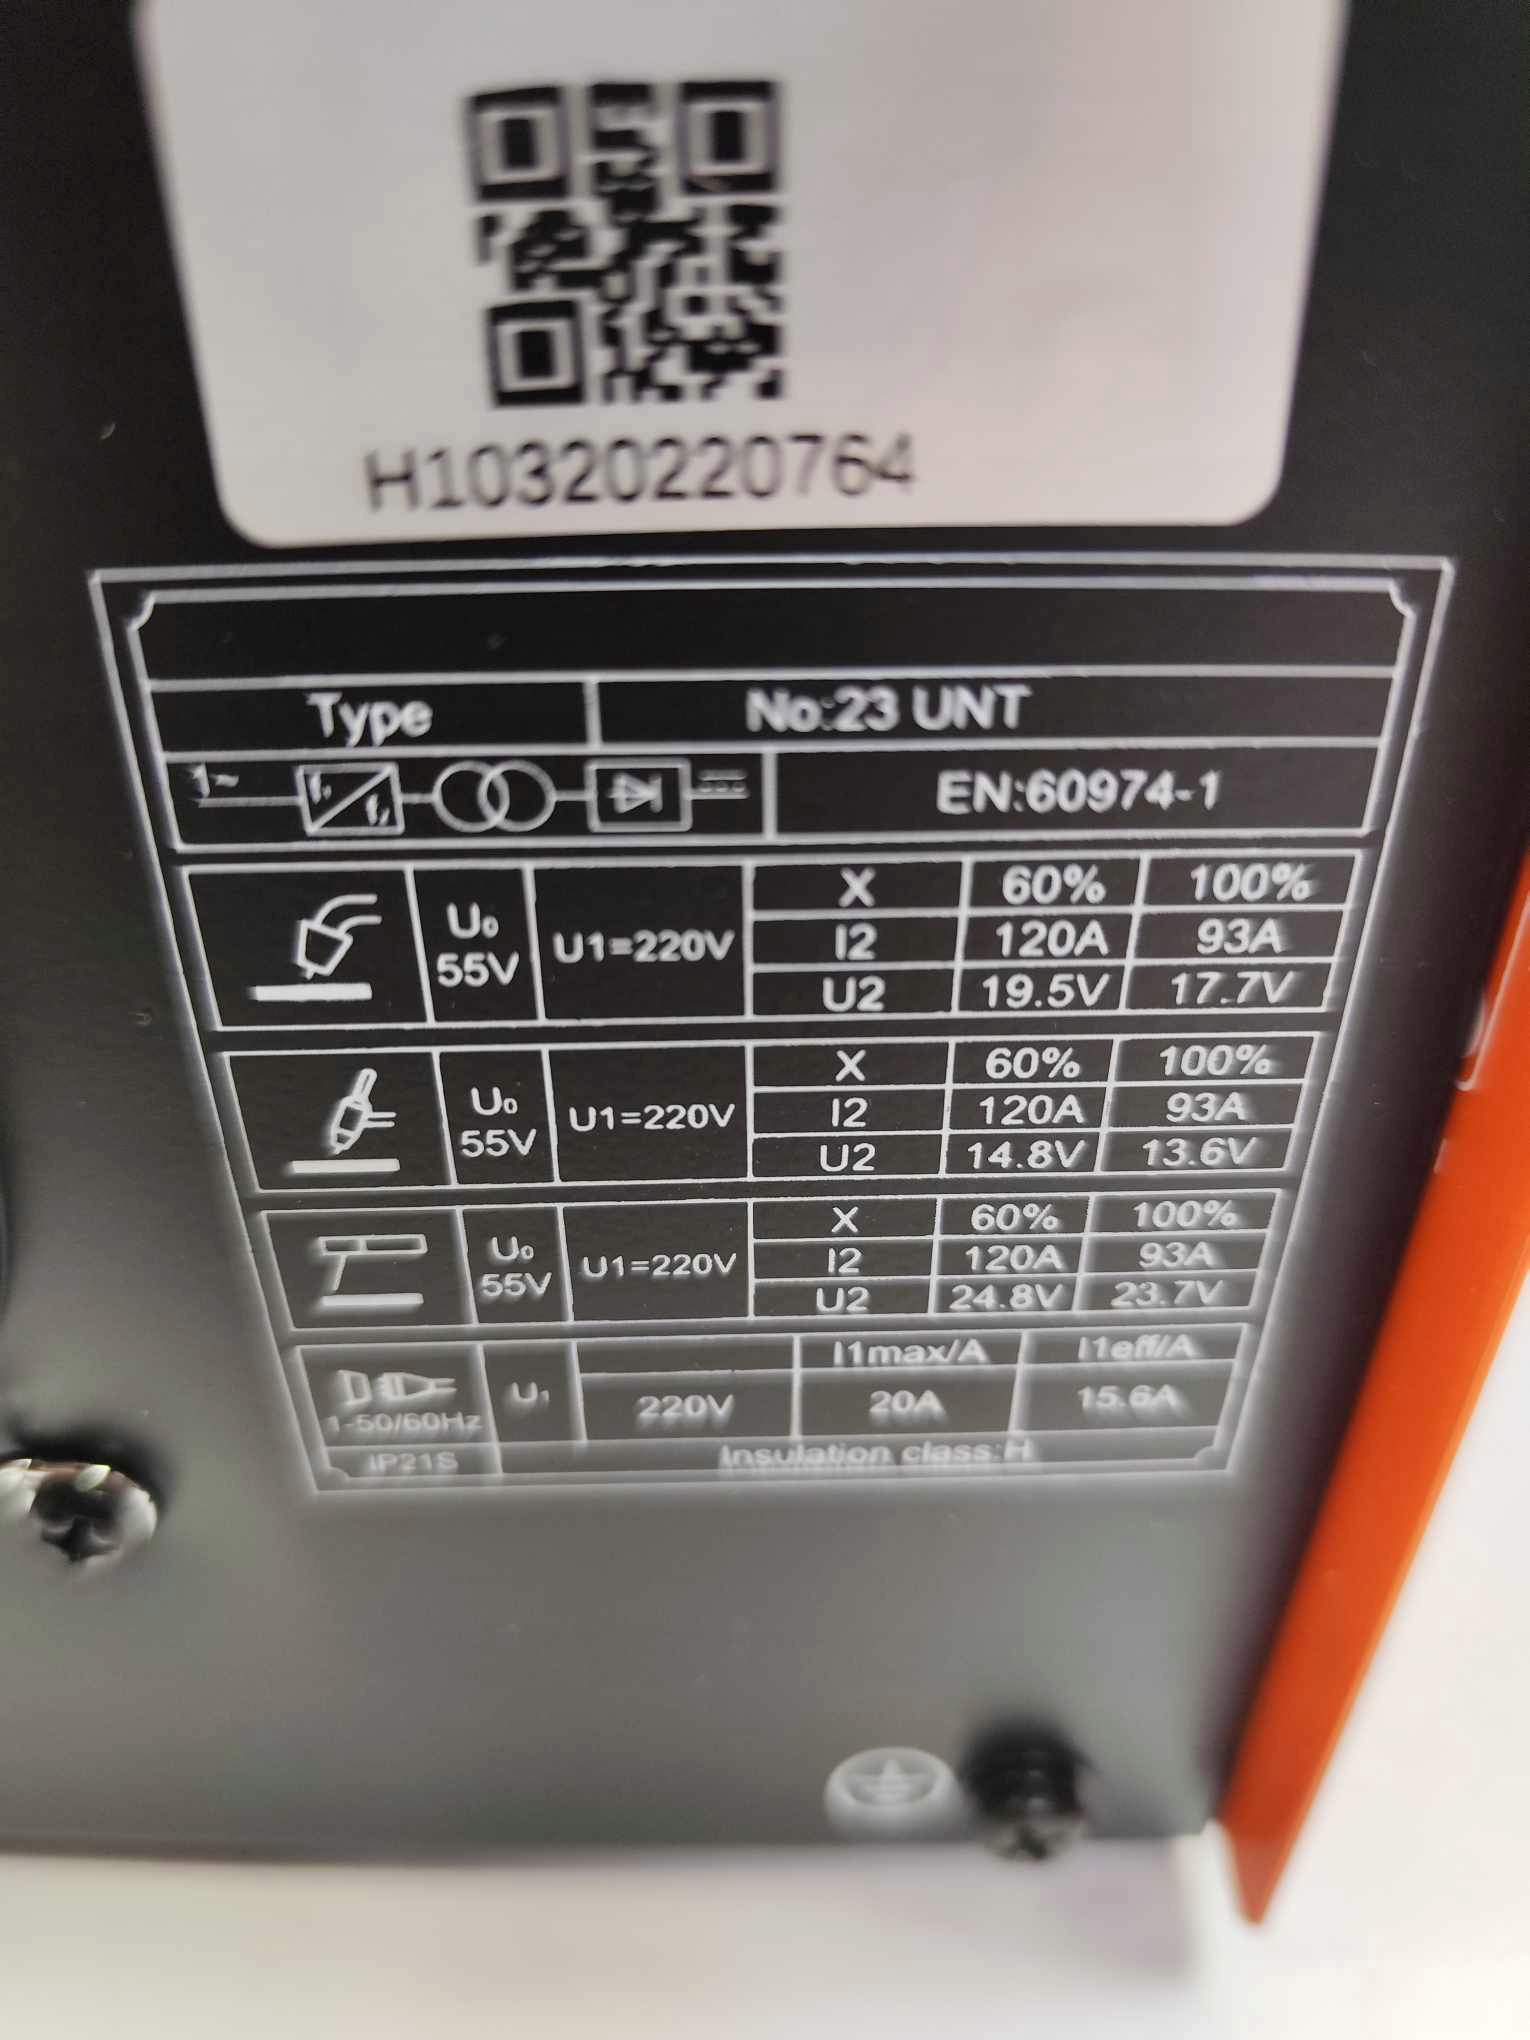 H10320220764
Type No:23 UNT
1~ f₁ f₂ EN:60974-1
X 60% 100%
U₀ 55V U1=220V I2 120A 93A
U2 19.5V 17.7V
X 60% 100%
U₀ 55V U1=220V I2 120A 93A
U2 14.8V 13.6V
X 60% 100%
U₀ 55V U1=220V I2 120A 93A
U2 24.8V 23.7V
I1max/A I1eff/A
1-50/60Hz U₁ 220V 20A 15.6A
IP21S Insulation class:H